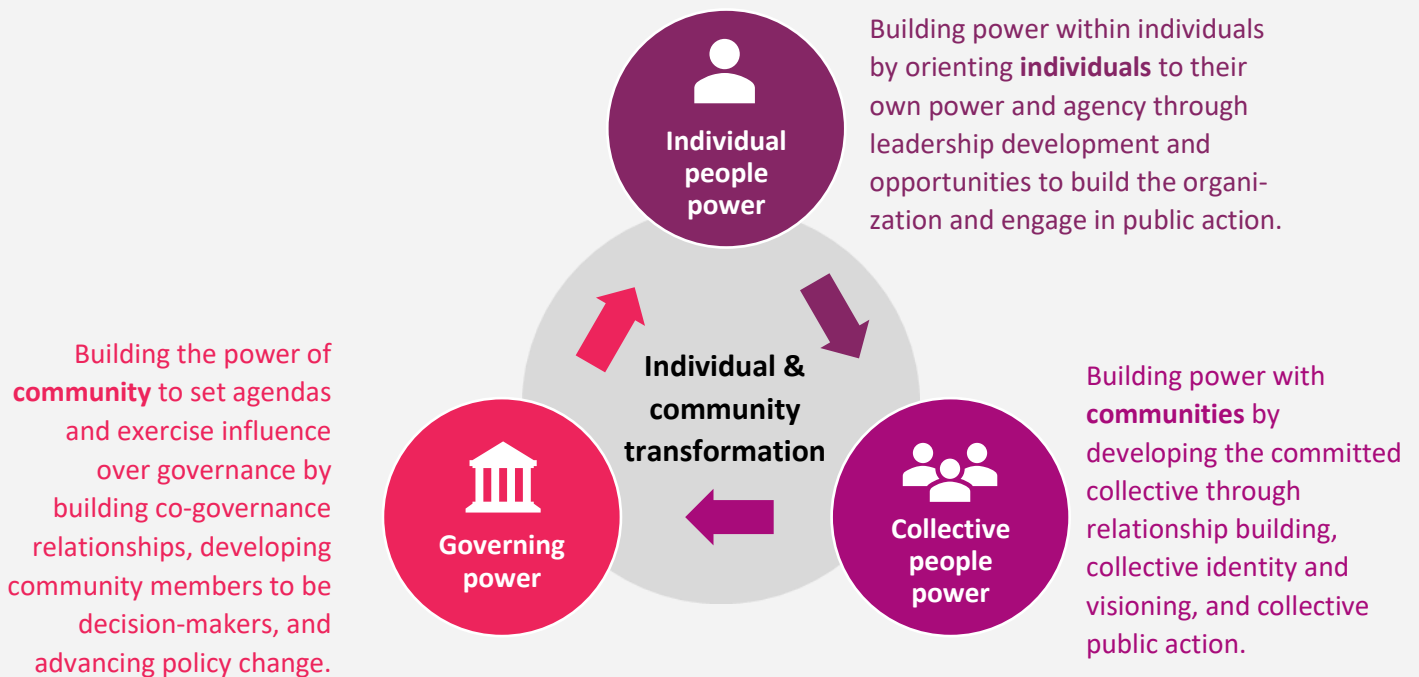 Individual
people
power
Building power within individuals
by orienting individuals to their
own power and agency through
leadership development and
opportunities to build the organi-
zation and engage in public action.
Individual &
community
transformation
Collective
people
power
Building power with
communities by
developing the committed
collective through
relationship building,
collective identity and
visioning, and collective
public action.
Governing
power
Building the power of
community to set agendas
and exercise influence
over governance by
building co-governance
relationships, developing
community members to be
decision-makers, and
advancing policy change.